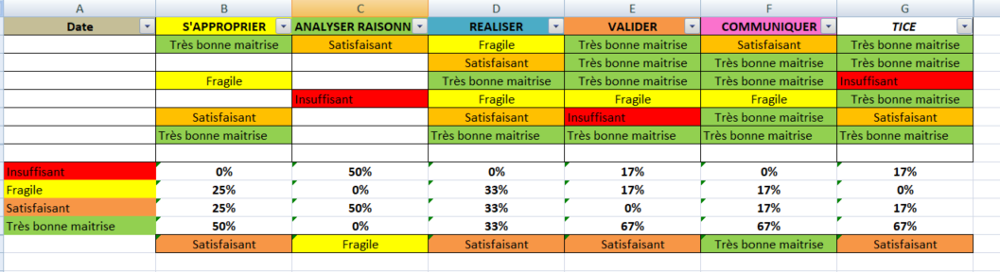 A B C D E F G
Date S'APPROPRIER ANALYSER RAISONN REALISER VALIDER COMMUNIQUER TICE
Très bonne maitrise Satisfaisant Fragile Très bonne maitrise Satisfaisant Très bonne maitrise
Satisfaisant Très bonne maitrise Très bonne maitrise Très bonne maitrise
Fragile Très bonne maitrise Très bonne maitrise Très bonne maitrise Insuffisant
Insuffisant Fragile Fragile Fragile Très bonne maitrise
Satisfaisant Satisfaisant Insuffisant Très bonne maitrise Satisfaisant
Très bonne maitrise Très bonne maitrise Très bonne maitrise Très bonne maitrise Très bonne maitrise
Insuffisant 0% 50% 0% 17% 0% 17%
Fragile 25% 0% 33% 17% 17% 0%
Satisfaisant 25% 50% 33% 0% 17% 17%
Très bonne maitrise 50% 0% 33% 67% 67% 67%
Satisfaisant Fragile Satisfaisant Satisfaisant Très bonne maitrise Satisfaisant